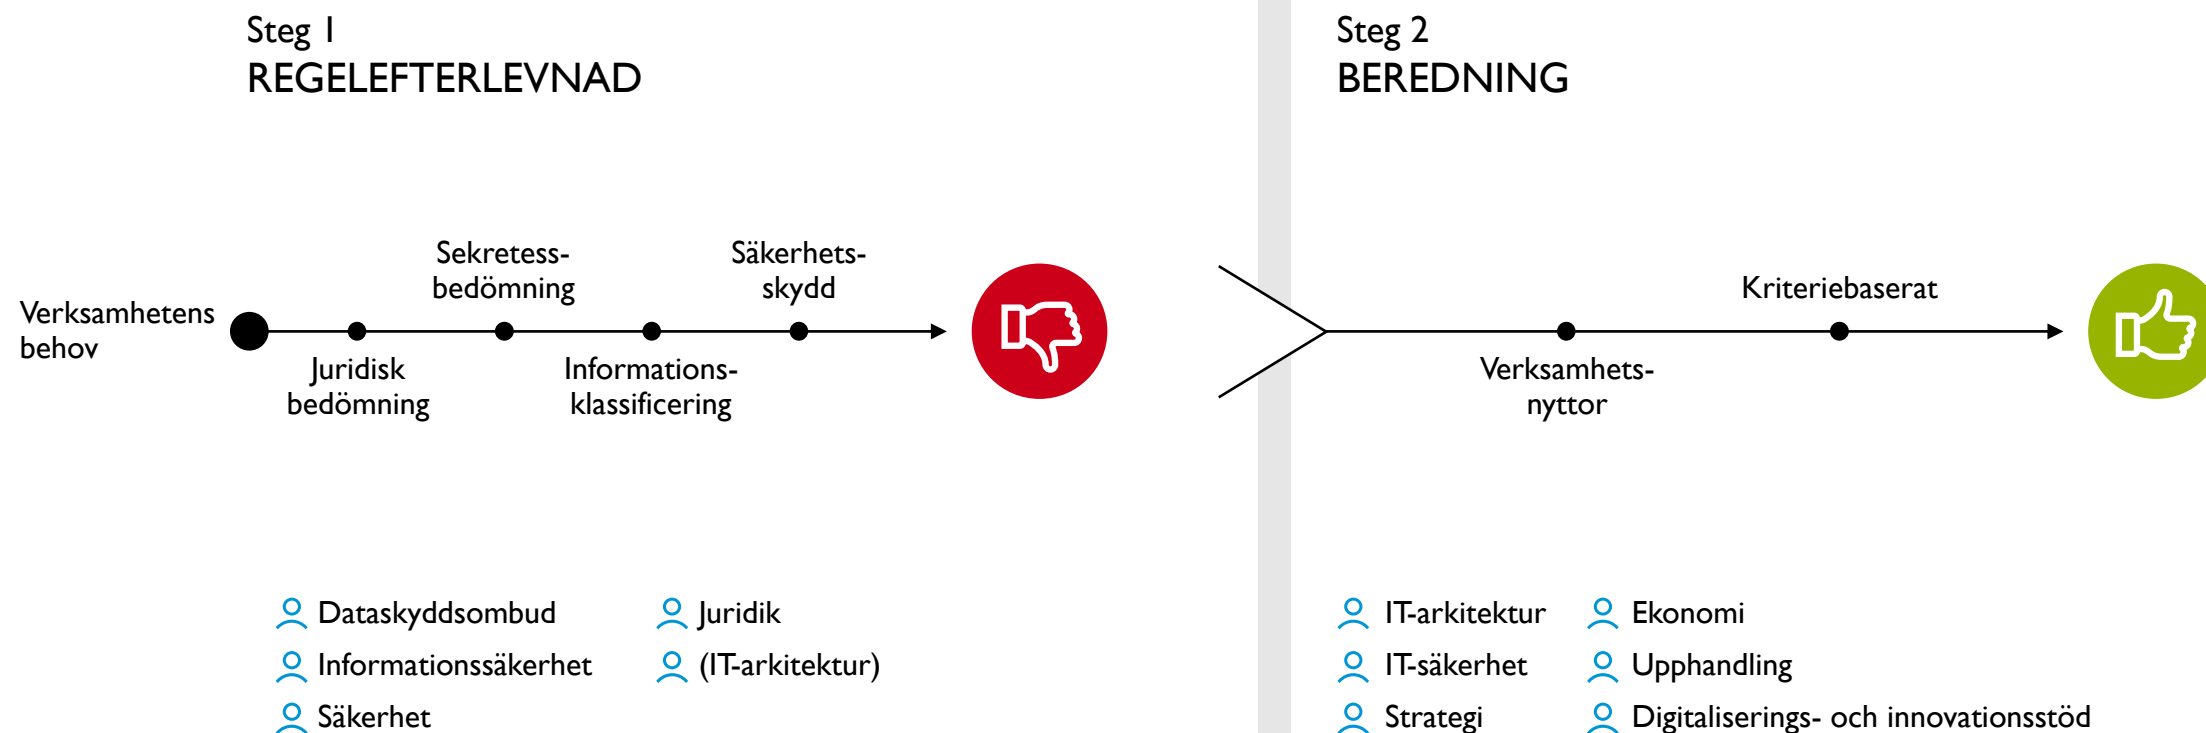 Steg 1
REGELEFTERLEVNAD
Steg 2
BEREDNING
Verksamhetens
behov
Juridisk
bedömning
Sekretess-
bedömning
Informations-
klassificering
Säkerhets-
skydd
Verksamhets-
nyttor
Kriteriebaserat
Dataskyddsombud
Informationssäkerhet
Säkerhet
Juridik
(IT-arkitektur)
IT-arkitektur
IT-säkerhet
Strategi
Ekonomi
Upphandling
Digitaliserings- och innovationsstöd